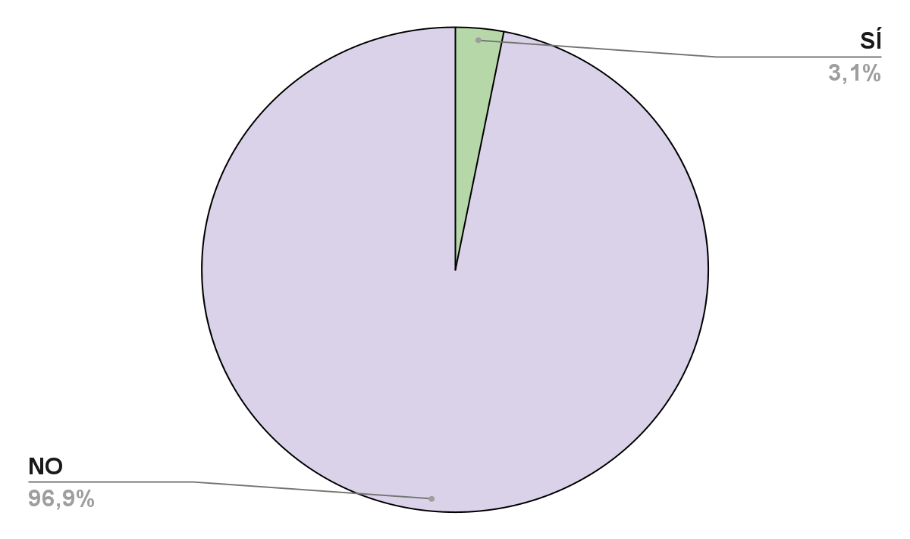 SÍ
3,1%
NO
96,9%